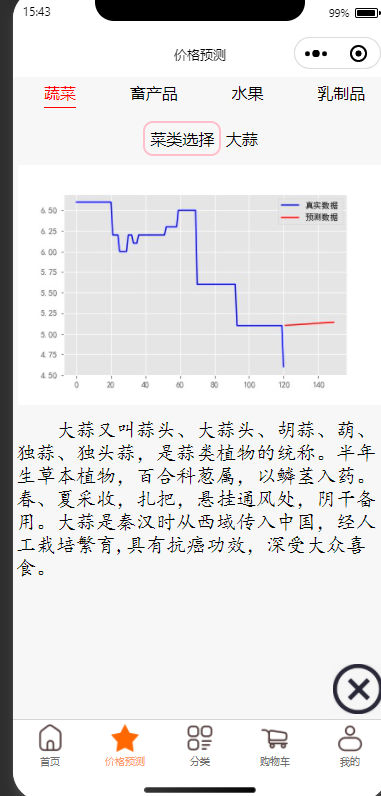 15:43 99%
价格预测
蔬菜 畜产品 水果 乳制品
菜类选择 大蒜
真实数据
预测数据
6.50
6.25
6.00
5.75
5.50
5.25
5.00
4.75
4.50
0 20 40 60 80 100 120 140
大蒜又叫蒜头、大蒜头、胡蒜、葫、
独蒜、独头蒜，是蒜类植物的统称。半年
生草本植物，百合科葱属，以鳞茎入药。
春、夏采收，扎把，悬挂通风处，阴干备
用。大蒜是秦汉时从西域传入中国，经人
工栽培繁育,具有抗癌功效，深受大众喜
食。
首页 价格预测 分类 购物车 我的